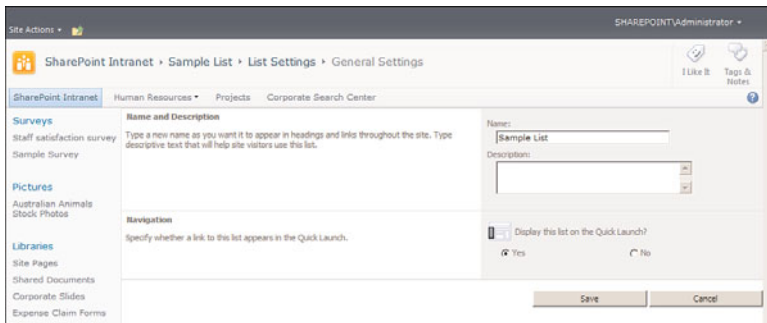 Site Actions
SHAREPOINT\Administrator
SharePoint Intranet › Sample List › List Settings › General Settings
I Like It
Tags & Notes
SharePoint Intranet Human Resources Projects Corporate Search Center
Surveys
Staff satisfaction survey
Sample Survey
Pictures
Australian Animals
Stock Photos
Libraries
Site Pages
Shared Documents
Corporate Slides
Expense Claim Forms
Name and Description
Type a new name as you want it to appear in headings and links throughout the site. Type
descriptive text that will help site visitors use this list.
Name:
Sample List
Description:
Navigation
Specify whether a link to this list appears in the Quick Launch.
Display this list on the Quick Launch?
Yes No
Save Cancel